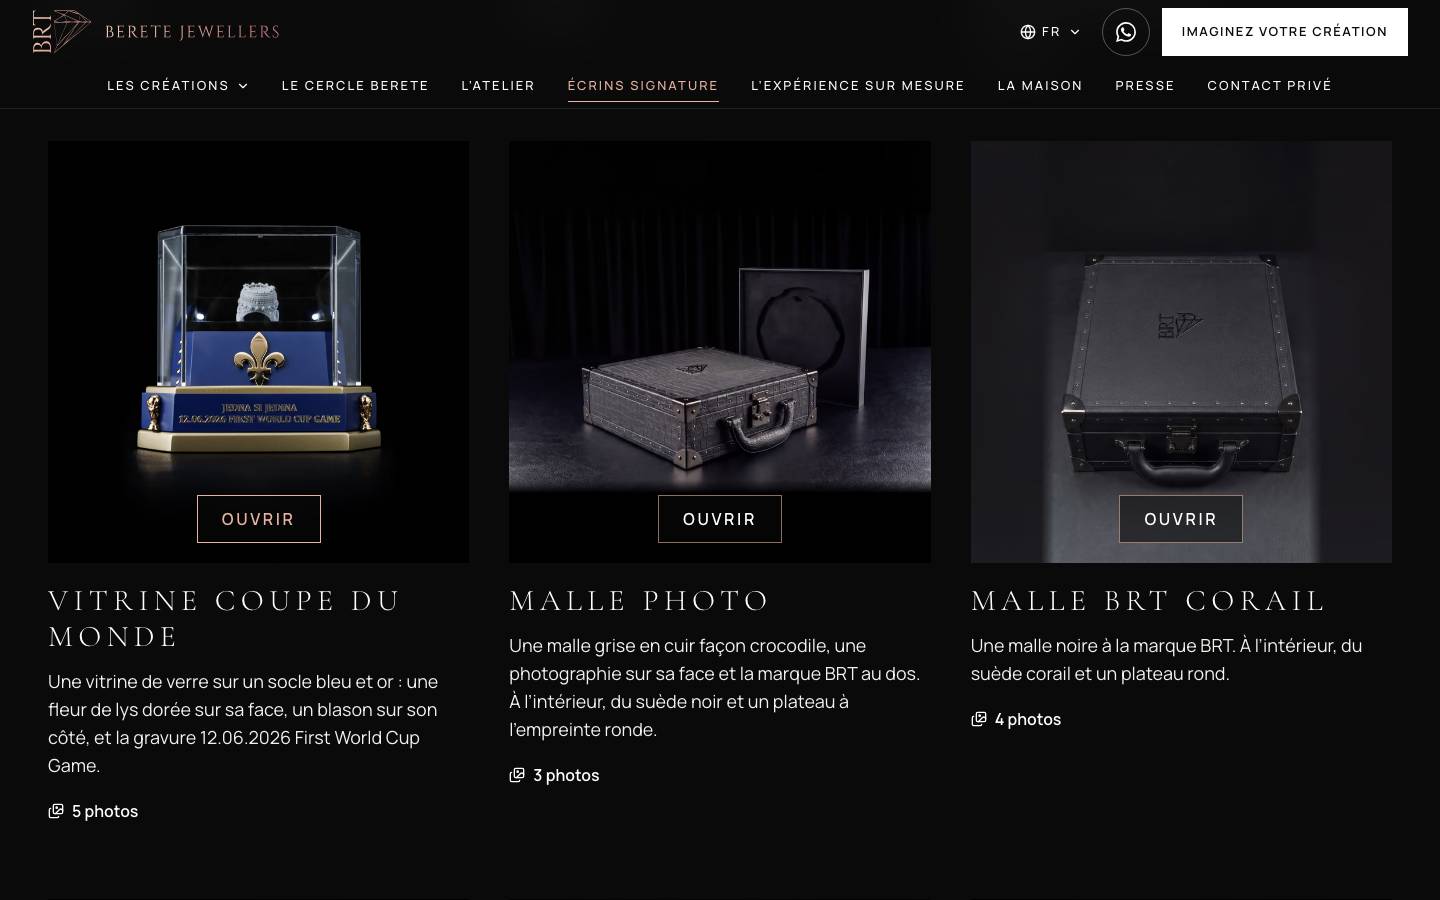 BRT
BERETE JEWELLERS
FR
IMAGINEZ VOTRE CRÉATION
LES CRÉATIONS
LE CERCLE BERETE
L'ATELIER
ÉCRINS SIGNATURE
L'EXPÉRIENCE SUR MESURE
LA MAISON
PRESSE
CONTACT PRIVÉ
JEDNA SI JEDINA
12.06.2026 FIRST WORLD CUP GAME
OUVRIR
BRT
OUVRIR
BRT
OUVRIR
VITRINE COUPE DU
MONDE
Une vitrine de verre sur un socle bleu et or : une
fleur de lys dorée sur sa face, un blason sur son
côté, et la gravure 12.06.2026 First World Cup
Game.
5 photos
MALLE PHOTO
Une malle grise en cuir façon crocodile, une
photographie sur sa face et la marque BRT au dos.
À l’intérieur, du suède noir et un plateau à
l’empreinte ronde.
3 photos
MALLE BRT CORAIL
Une malle noire à la marque BRT. À l’intérieur, du
suède corail et un plateau rond.
4 photos